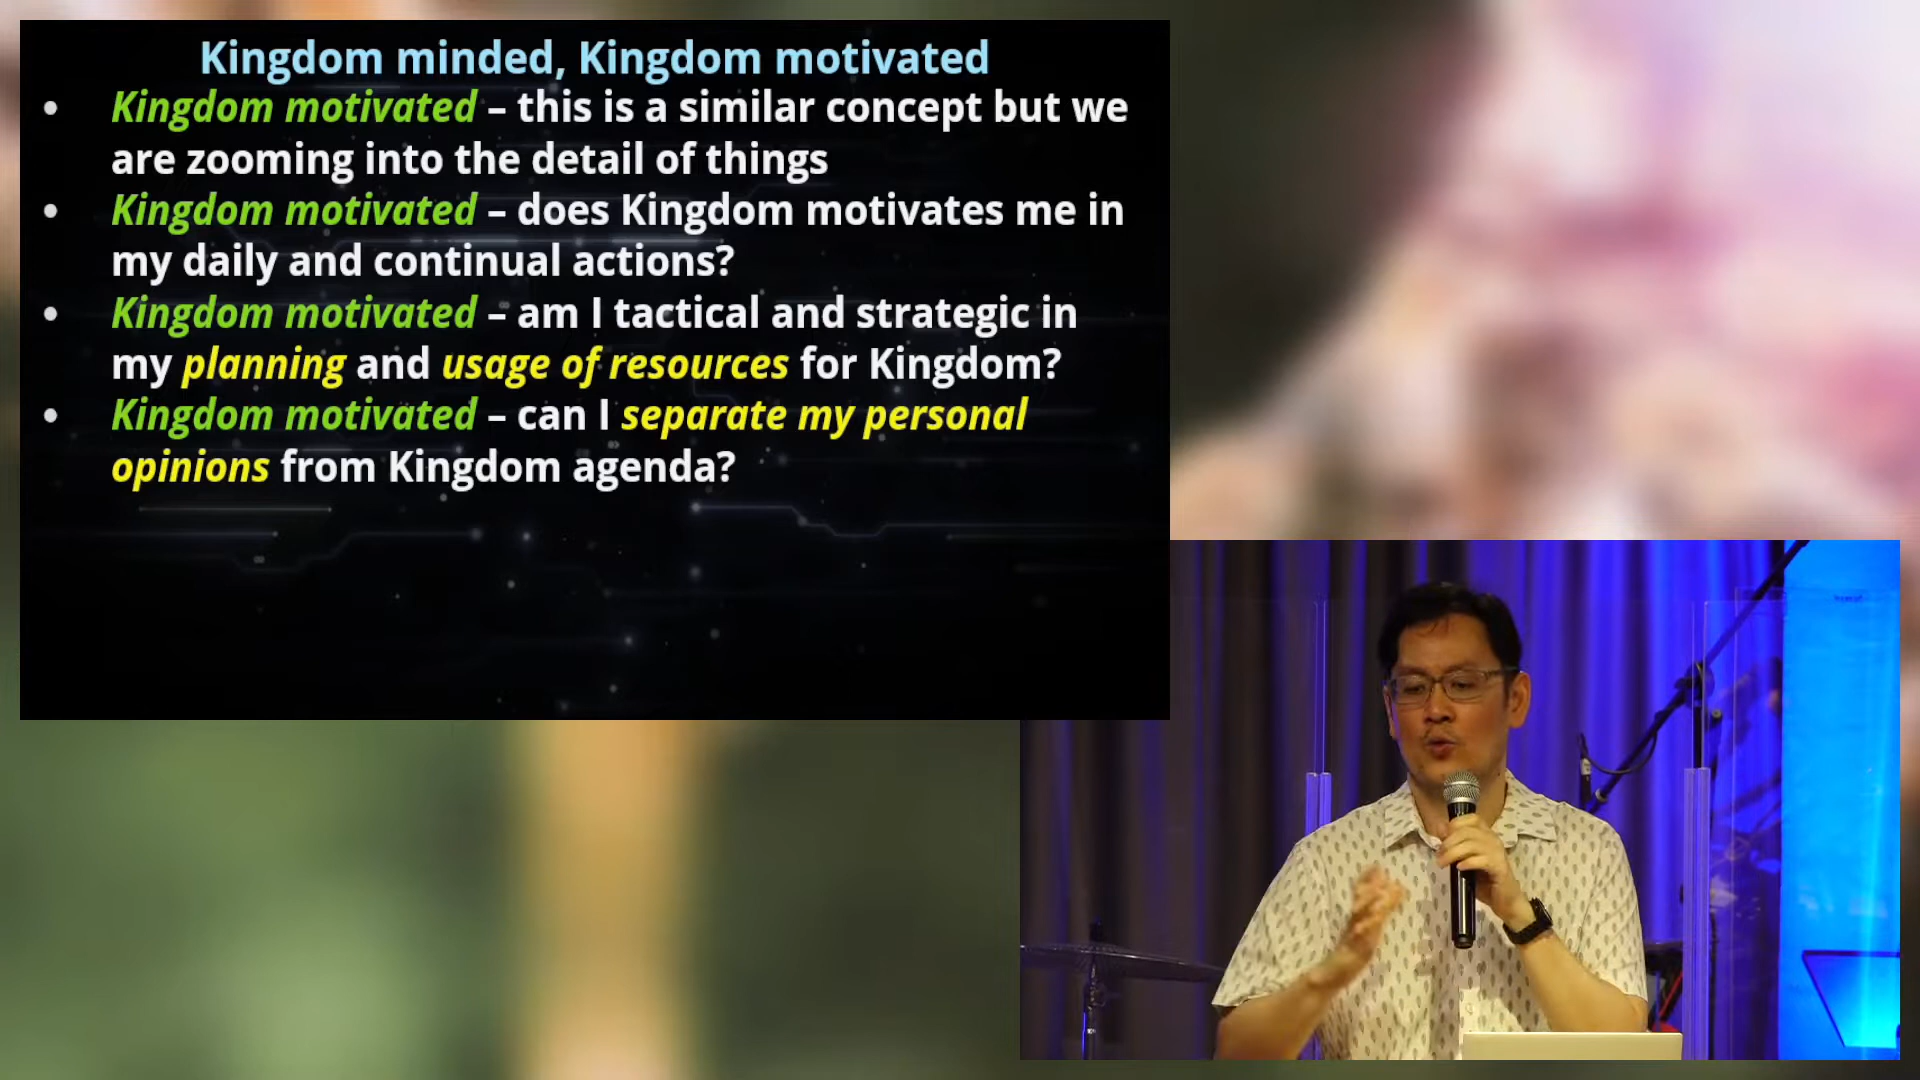 Kingdom minded, Kingdom motivated
• Kingdom motivated – this is a similar concept but we
are zooming into the detail of things
• Kingdom motivated – does Kingdom motivates me in
my daily and continual actions?
• Kingdom motivated – am I tactical and strategic in
my planning and usage of resources for Kingdom?
• Kingdom motivated – can I separate my personal
opinions from Kingdom agenda?